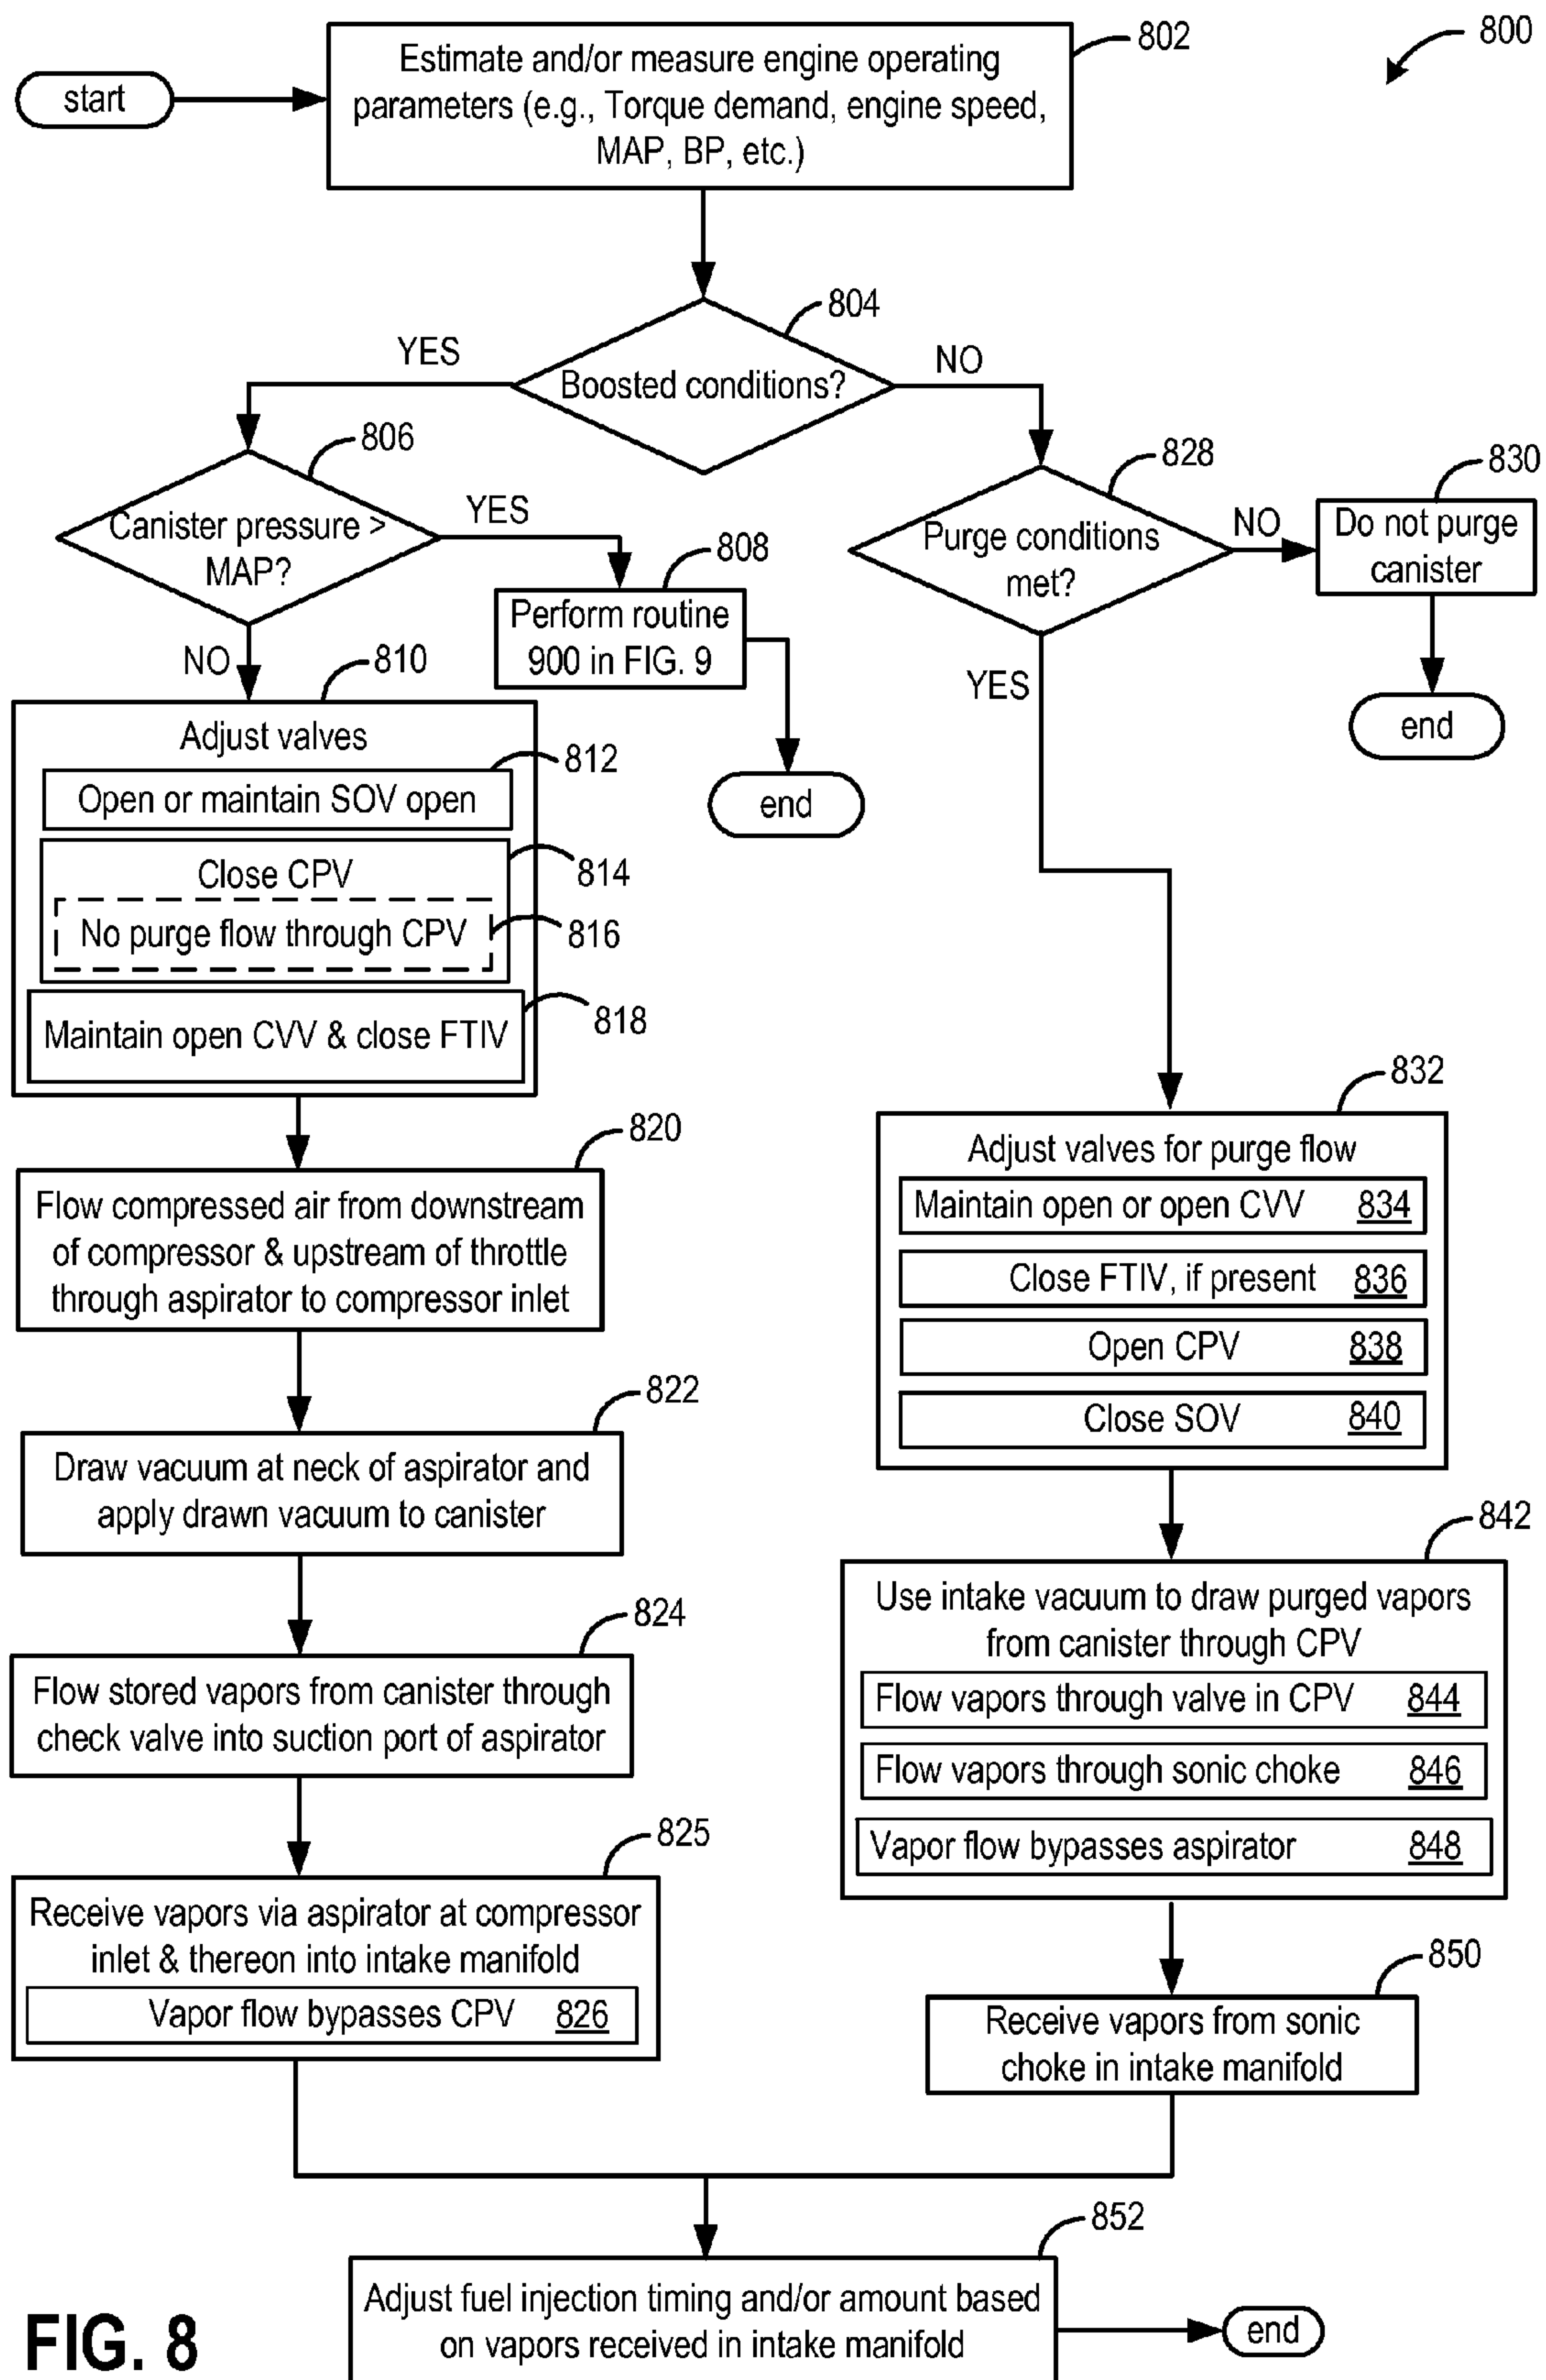 800
802
Estimate and/or measure engine operating
parameters (e.g., Torque demand, engine speed,
MAP, BP, etc.)
start
804
Boosted conditions?
YES
NO
806
Canister pressure >
MAP?
YES
NO
808
Perform routine
900 in FIG. 9
end
828
Purge conditions
met?
NO
YES
830
Do not purge
canister
end
810
Adjust valves
812
Open or maintain SOV open
814
Close CPV
816
No purge flow through CPV
818
Maintain open CVV & close FTIV
820
Flow compressed air from downstream
of compressor & upstream of throttle
through aspirator to compressor inlet
822
Draw vacuum at neck of aspirator and
apply drawn vacuum to canister
824
Flow stored vapors from canister through
check valve into suction port of aspirator
825
Receive vapors via aspirator at compressor
inlet & thereon into intake manifold
Vapor flow bypasses CPV 826
832
Adjust valves for purge flow
Maintain open or open CVV 834
Close FTIV, if present 836
Open CPV 838
Close SOV 840
842
Use intake vacuum to draw purged vapors
from canister through CPV
Flow vapors through valve in CPV 844
Flow vapors through sonic choke 846
Vapor flow bypasses aspirator 848
850
Receive vapors from sonic
choke in intake manifold
852
Adjust fuel injection timing and/or amount based
on vapors received in intake manifold
end
FIG. 8